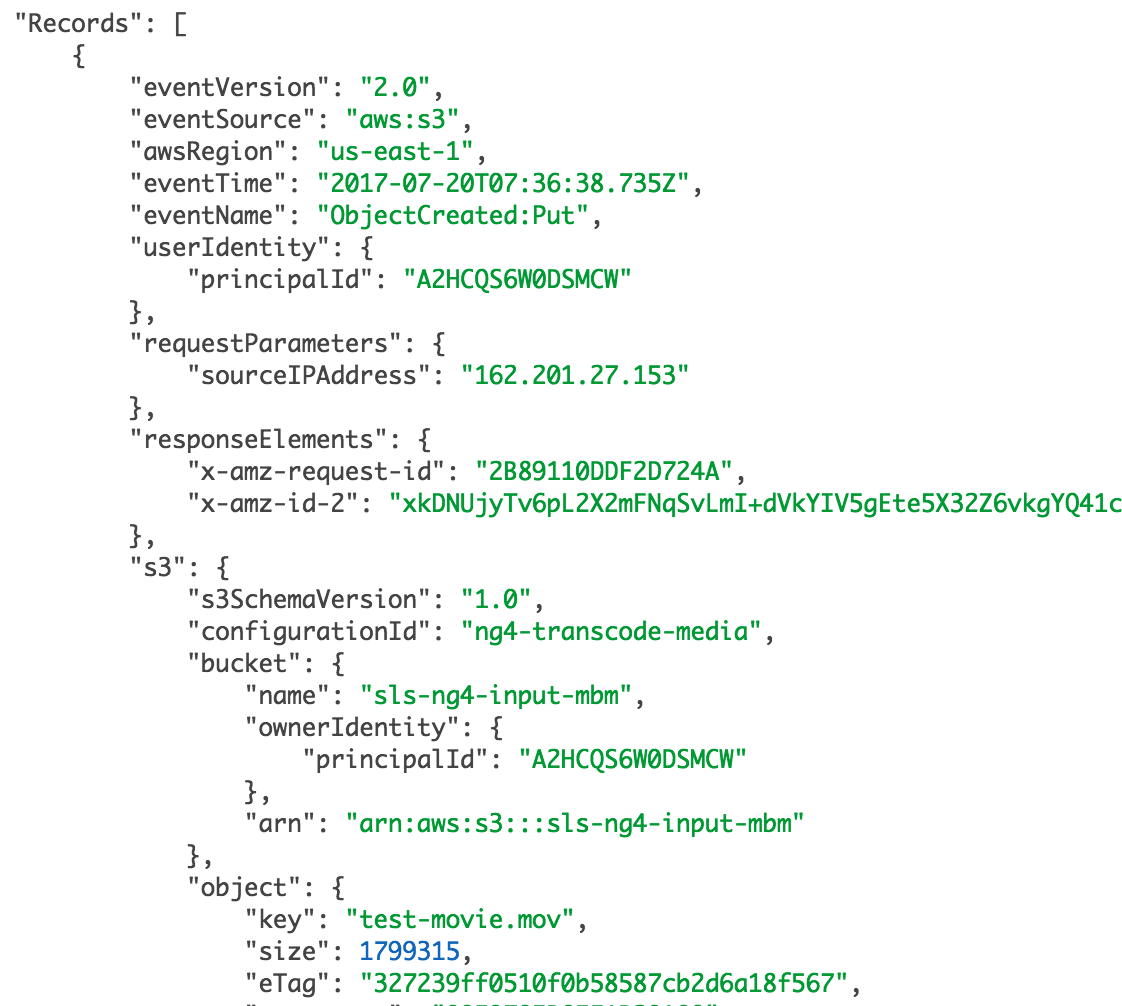 "Records": [
{
"eventVersion": "2.0",
"eventSource": "aws:s3",
"awsRegion": "us-east-1",
"eventTime": "2017-07-20T07:36:38.735Z",
"eventName": "ObjectCreated:Put",
"userIdentity": {
"principalId": "A2HCQS6W0DSMCW"
},
"requestParameters": {
"sourceIPAddress": "162.201.27.153"
},
"responseElements": {
"x-amz-request-id": "2B89110DDF2D724A",
"x-amz-id-2": "xkDNUjyTv6pL2X2mFNqSvLmI+dVkYIV5gEte5X32Z6vkgYQ41c
},
"s3": {
"s3SchemaVersion": "1.0",
"configurationId": "ng4-transcode-media",
"bucket": {
"name": "sls-ng4-input-mbm",
"ownerIdentity": {
"principalId": "A2HCQS6W0DSMCW"
},
"arn": "arn:aws:s3:::sls-ng4-input-mbm"
},
"object": {
"key": "test-movie.mov",
"size": 1799315,
"eTag": "327239ff0510f0b58587cb2d6a18f567",